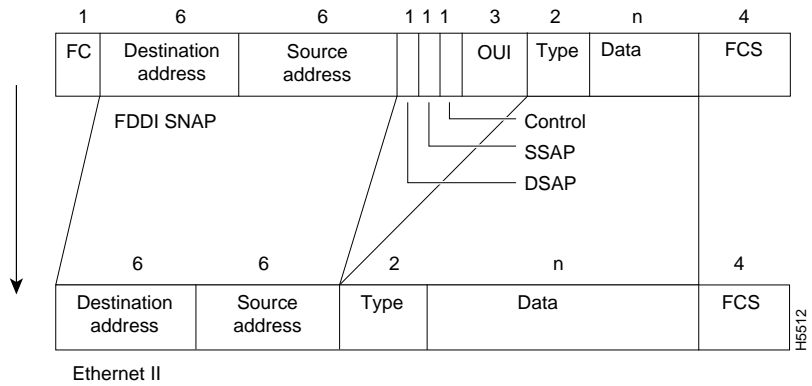 1 6 6 1 1 1 3 2 n 4
FC Destination address Source address OUI Type Data FCS
FDDI SNAP
Control
SSAP
DSAP
6 6 2 n 4
Destination address Source address Type Data FCS
H5512
Ethernet II